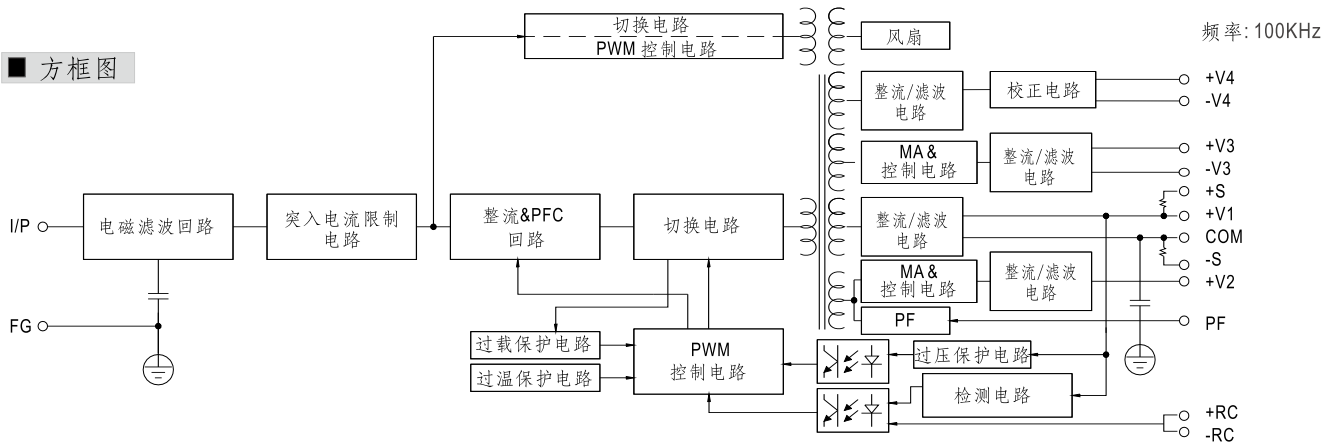 切换电路
PWM 控制电路
风扇
频率: 100KHz
■ 方框图
整流/滤波
电路
校正电路
+V4
-V4
MA &
控制电路
整流/滤波
电路
+V3
-V3
+S
I/P
电磁滤波回路
突入电流限制
电路
整流&PFC
回路
切换电路
整流/滤波
电路
+V1
COM
-S
MA &
控制电路
整流/滤波
电路
+V2
FG
PF
PF
过载保护电路
过温保护电路
PWM
控制电路
过压保护电路
检测电路
+RC
-RC